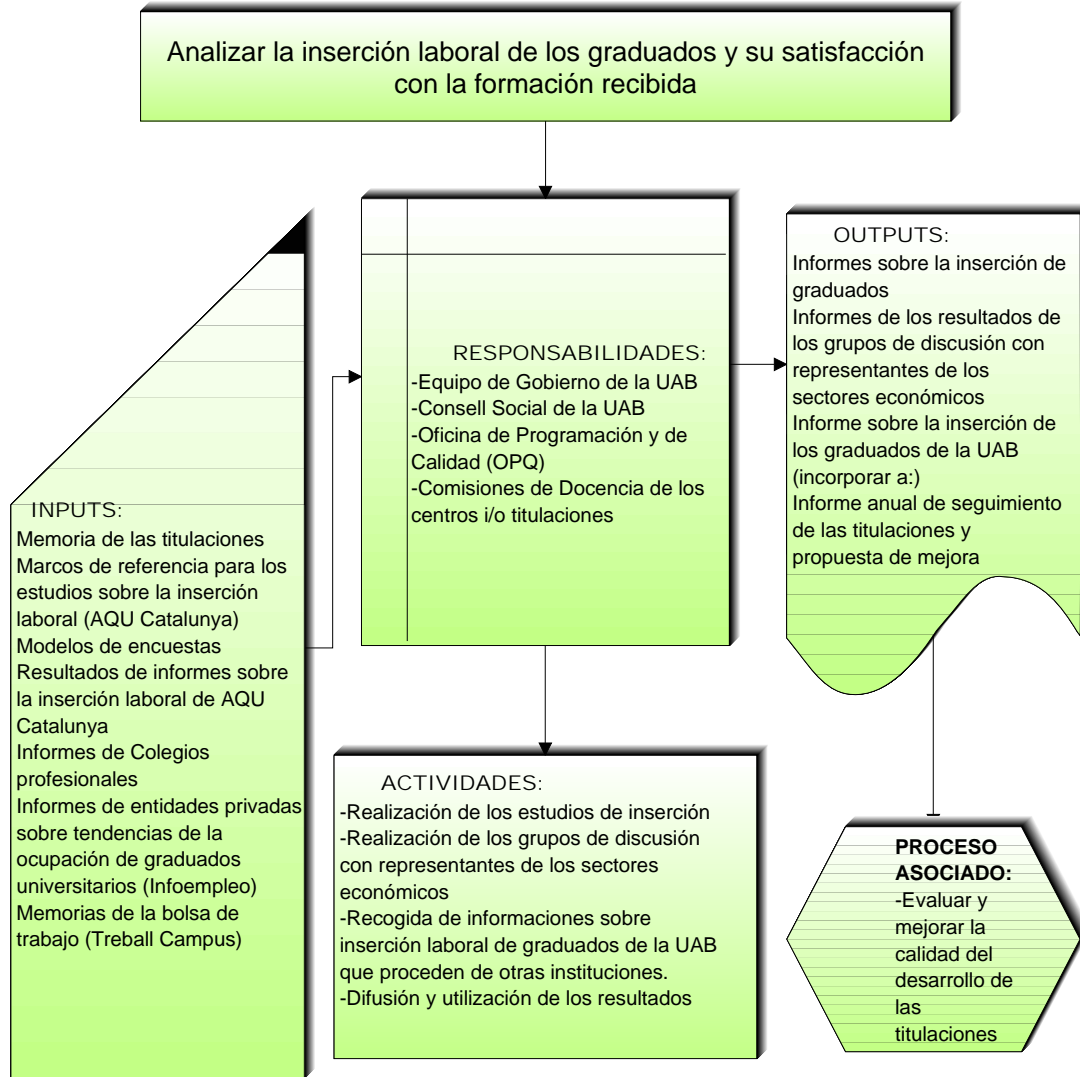 Analizar la inserción laboral de los graduados y su satisfacción
con la formación recibida
INPUTS:
Memoria de las titulaciones
Marcos de referencia para los
estudios sobre la inserción
laboral (AQU Catalunya)
Modelos de encuestas
Resultados de informes sobre
la inserción laboral de AQU
Catalunya
Informes de Colegios
profesionales
Informes de entidades privadas
sobre tendencias de la
ocupación de graduados
universitarios (Infoempleo)
Memorias de la bolsa de
trabajo (Treball Campus)
RESPONSABILIDADES:
-Equipo de Gobierno de la UAB
-Consell Social de la UAB
-Oficina de Programación y de
Calidad (OPQ)
-Comisiones de Docencia de los
centros i/o titulaciones
OUTPUTS:
Informes sobre la inserción de
graduados
Informes de los resultados de
los grupos de discusión con
representantes de los
sectores económicos
Informe sobre la inserción de
los graduados de la UAB
(incorporar a:)
Informe anual de seguimiento
de las titulaciones y
propuesta de mejora
ACTIVIDADES:
-Realización de los estudios de inserción
-Realización de los grupos de discusión
con representantes de los sectores
económicos
-Recogida de informaciones sobre
inserción laboral de graduados de la UAB
que proceden de otras instituciones.
-Difusión y utilización de los resultados
PROCESO
ASOCIADO:
-Evaluar y
mejorar la
calidad del
desarrollo de
las
titulaciones